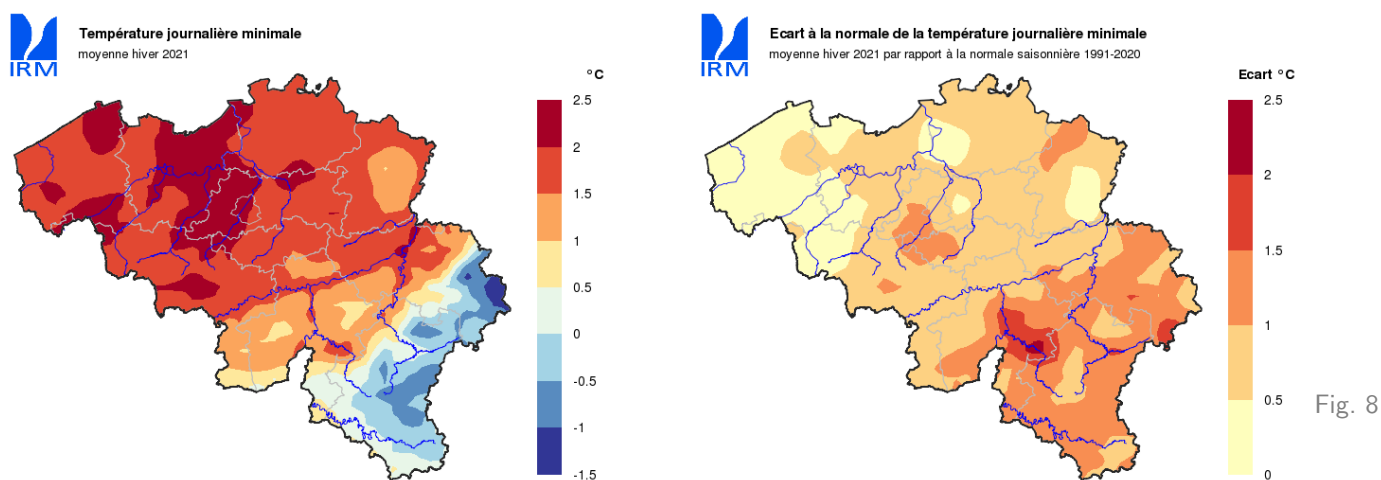 IRM
Température journalière minimale
moyenne hiver 2021
°C
2.5
2
1.5
1
0.5
0
-0.5
-1
-1.5
IRM
Ecart à la normale de la température journalière minimale
moyenne hiver 2021 par rapport à la normale saisonnière 1991-2020
Ecart °C
2.5
2
1.5
1
0.5
0
Fig. 8